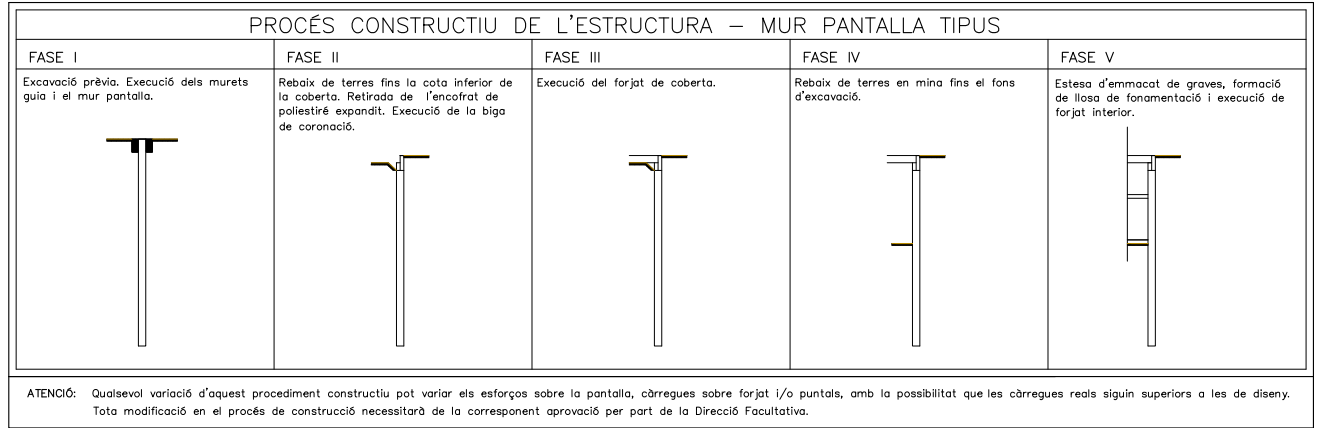 PROCÉS CONSTRUCTIU DE L'ESTRUCTURA — MUR PANTALLA TIPUS
FASE I
Excavació prèvia. Execució dels murets
guia i el mur pantalla.
FASE II
Rebaix de terres fins la cota inferior de
la coberta. Retirada de l'encofrat de
poliestirè expandit. Execució de la biga
de coronació.
FASE III
Execució del forjat de coberta.
FASE IV
Rebaix de terres en mina fins el fons
d'excavació.
FASE V
Estesa d'emmacat de graves, formació
de llosa de fonamentació i execució de
forjat interior.
ATENCIÓ: Qualsevol variació d'aquest procediment constructiu pot variar els esforços sobre la pantalla, càrregues sobre forjat i/o puntals, amb la possibilitat que les càrregues reals siguin superiors a les de diseny.
Tota modificació en el procés de construcció necessitarà de la corresponent aprovació per part de la Direcció Facultativa.